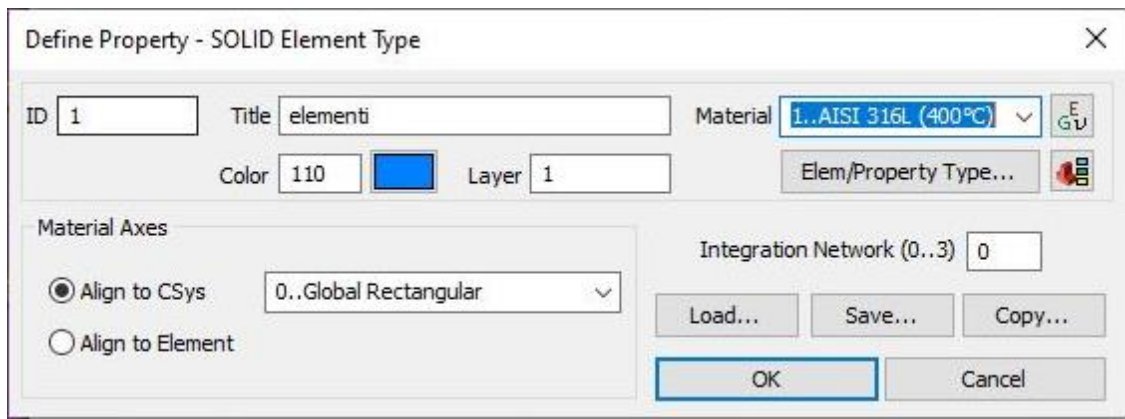 Define Property - SOLID Element Type
ID 1 Title elementi Material 1..AISI 316L (400°C)
Color 110 Layer 1 Elem/Property Type...
Material Axes
Integration Network (0..3) 0
Align to CSys 0..Global Rectangular
Load... Save... Copy...
Align to Element
OK Cancel